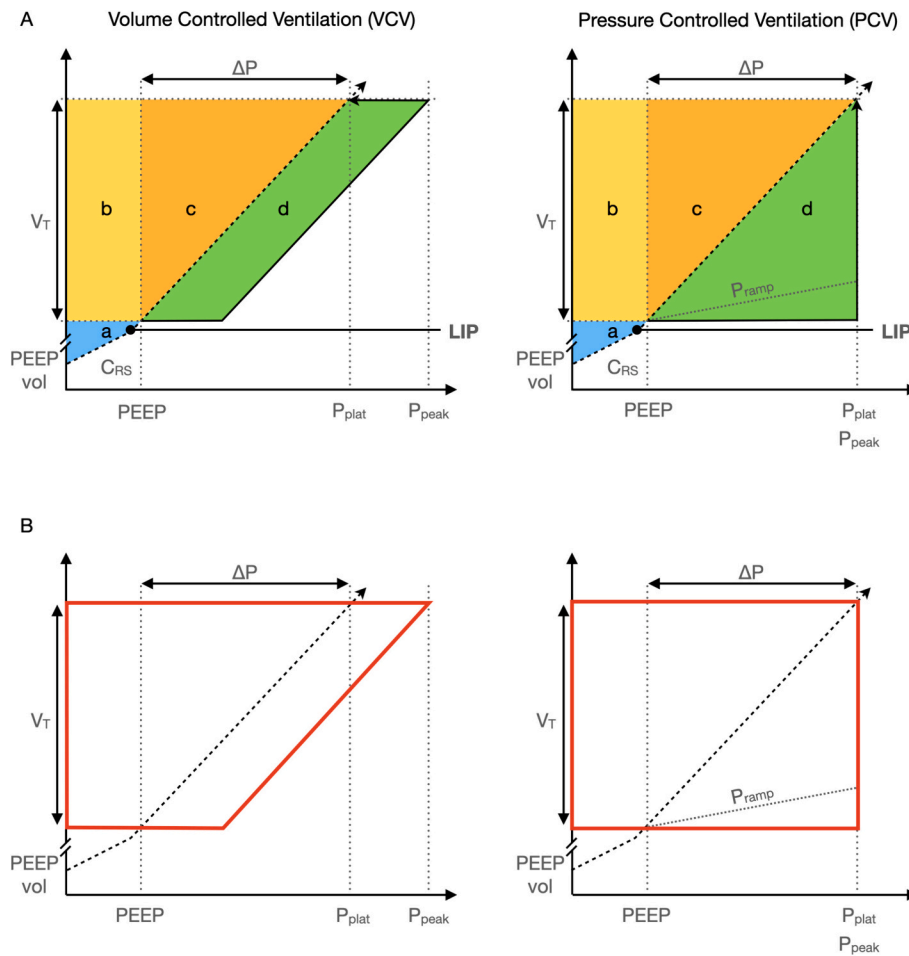 A
Volume Controlled Ventilation (VCV)
Pressure Controlled Ventilation (PCV)
ΔP
ΔP
b
c
d
b
c
d
VT
VT
Pramp
a
LIP
a
LIP
PEEP
vol
CRS
PEEP
vol
CRS
PEEP
Pplat
Ppeak
PEEP
Pplat
Ppeak
B
ΔP
ΔP
VT
VT
Pramp
PEEP
vol
PEEP
vol
PEEP
Pplat
Ppeak
PEEP
Pplat
Ppeak